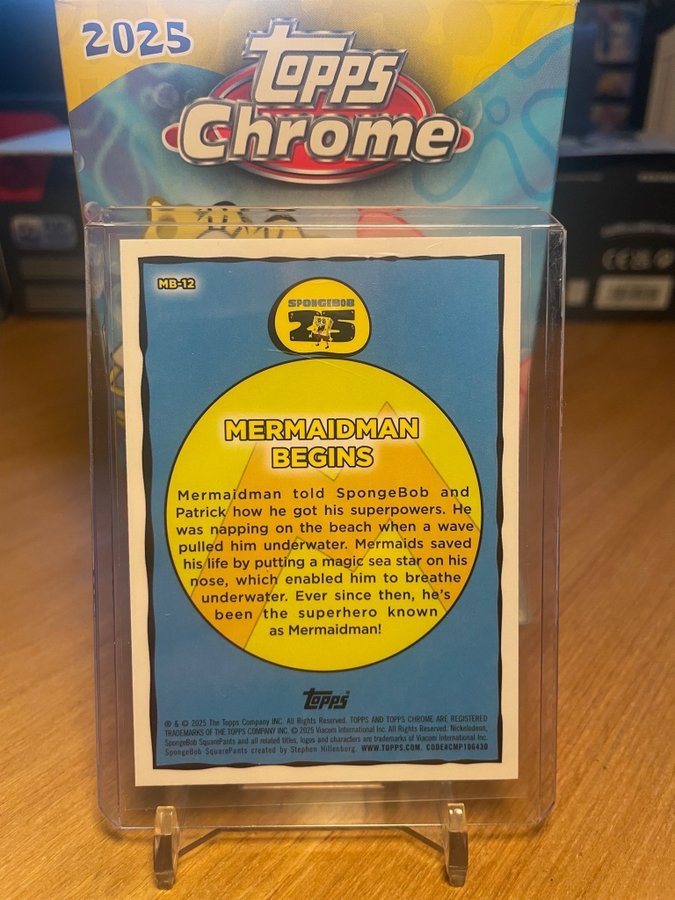 2025
Topps
Chrome
MB-12
SPONGEBOB
25
MERMAIDMAN
BEGINS
Mermaidman told SpongeBob and
Patrick how he got his superpowers. He
was napping on the beach when a wave
pulled him underwater. Mermaids saved
his life by putting a magic sea star on his
nose, which enabled him to breathe
underwater. Ever since then, he's
been the superhero known
as Mermaidman!
Topps
® & © 2025 The Topps Company INC. All Rights Reserved. TOPPS AND TOPPS CHROME ARE REGISTERED
TRADEMARKS OF THE TOPPS COMPANY INC. © 2025 Viacom International Inc. All Rights Reserved. Nickelodeon,
SpongeBob SquarePants and all related titles, logos and characters are trademarks of Viacom International Inc.
SpongeBob SquarePants created by Stephen Hillenburg. WWW.TOPPS.COM. CODE#CMP106430